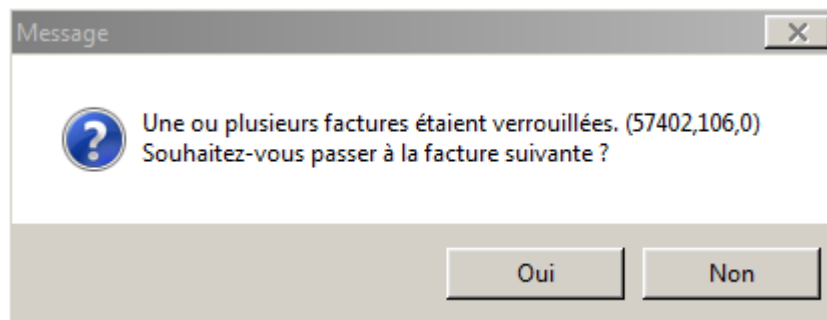 Message
Une ou plusieurs factures étaient verrouillées. (57402,106,0)
Souhaitez-vous passer à la facture suivante ?
Oui
Non